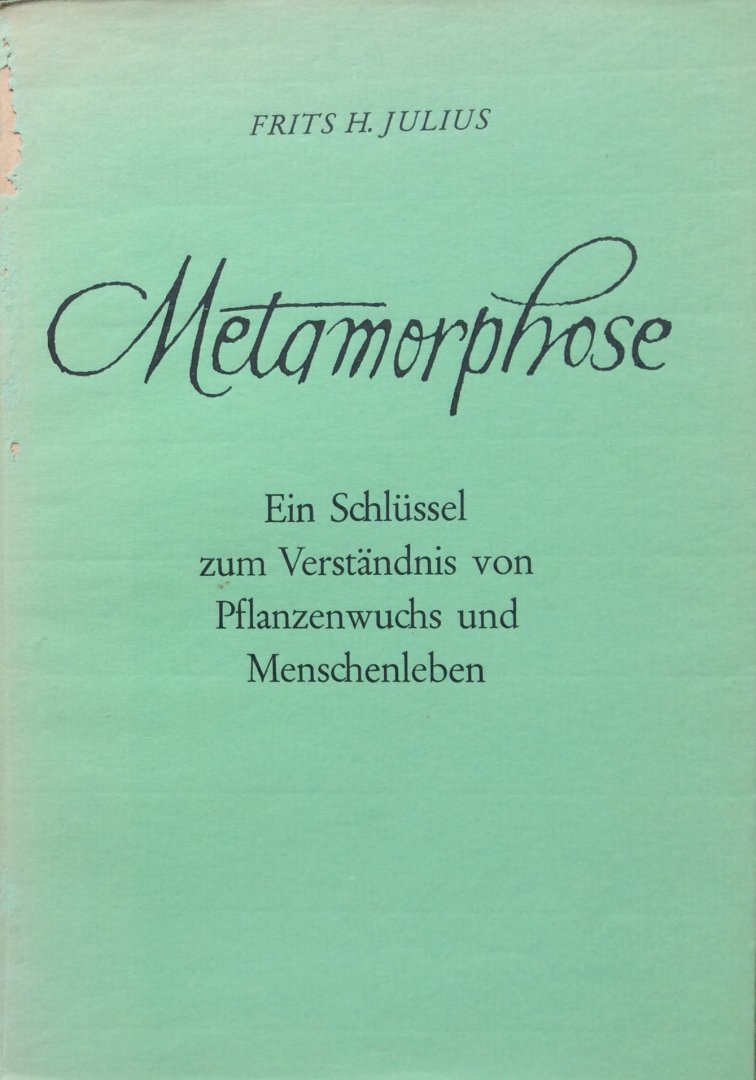 FRITS H. JULIUS
Metamorphose
Ein Schlüssel
zum Verständnis von
Pflanzenwuchs und
Menschenleben